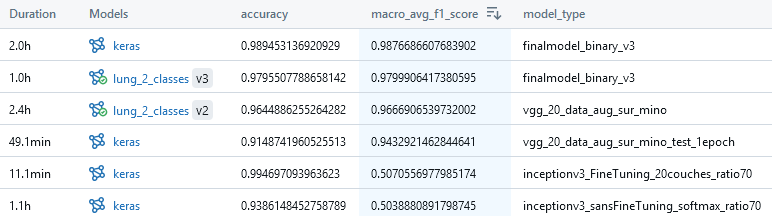 Duration Models accuracy macro_avg_f1_score model_type
2.0h keras 0.989453136920929 0.9876686607683902 finalmodel_binary_v3
1.0h lung_2_classes v3 0.9795507788658142 0.9799906417380595 finalmodel_binary_v3
2.4h lung_2_classes v2 0.9644886255264282 0.9666906539732002 vgg_20_data_aug_sur_mino
49.1min keras 0.9148741960525513 0.9432921462844641 vgg_20_data_aug_sur_mino_test_1epoch
11.1min keras 0.994697093963623 0.5070556977985174 inceptionv3_FineTuning_20couches_ratio70
1.1h keras 0.9386148452758789 0.5038880891798745 inceptionv3_sansFineTuning_softmax_ratio70